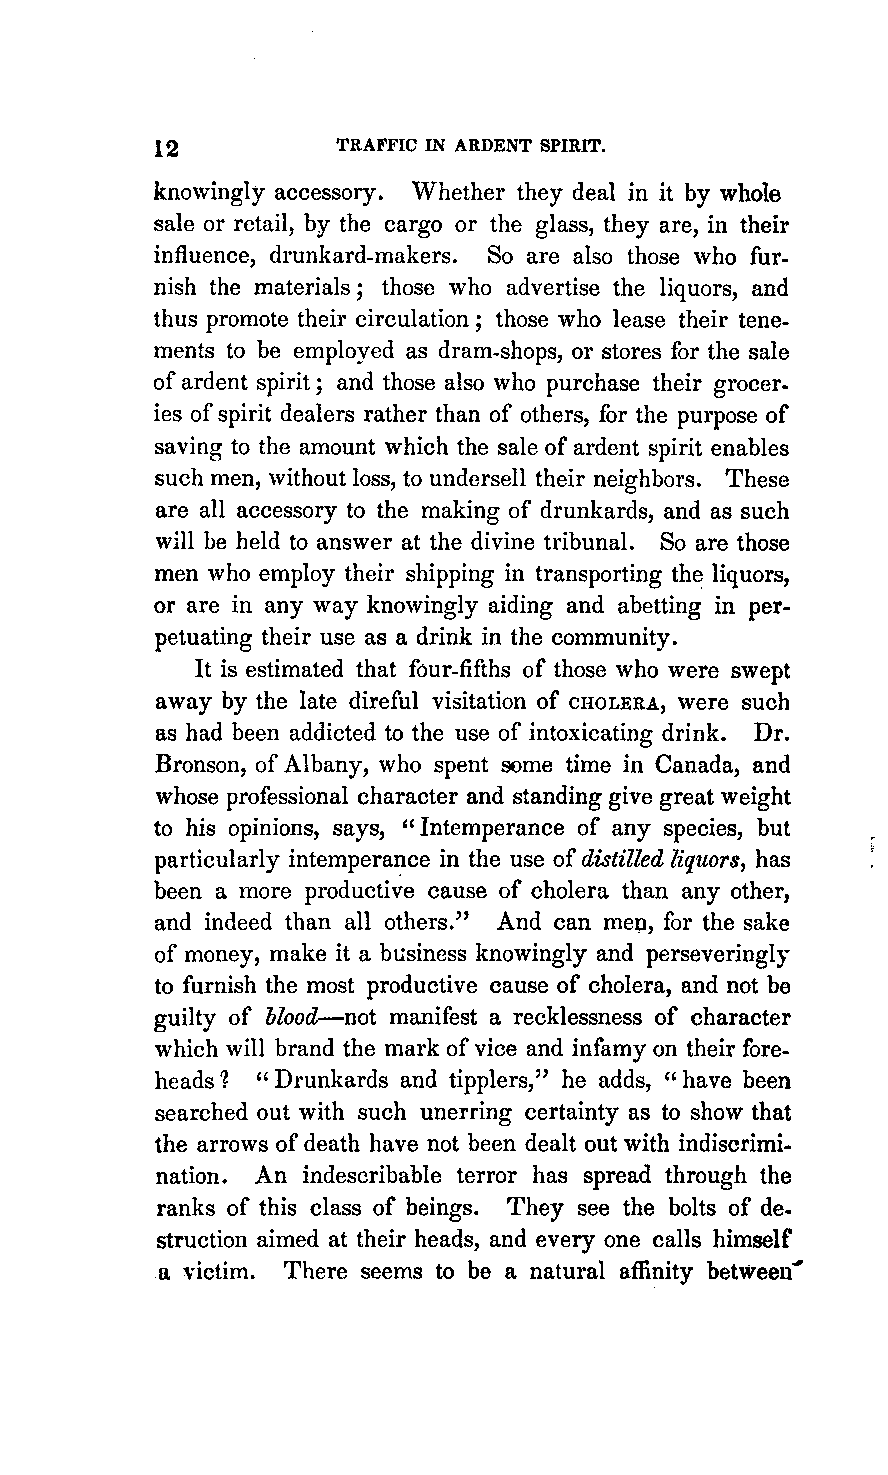 12 TRAFFIC IN ARDENT SPIRIT.
knowingly accessory. Whether they deal in it by whole
sale or retail, by the cargo or the glass, they are, in their
influence, drunkard-makers. So are also those who fur-
nish the materials; those who advertise the liquors, and
thus promote their circulation; those who lease their tene-
ments to be employed as dram-shops, or stores for the sale
of ardent spirit; and those also who purchase their grocer-
ies of spirit dealers rather than of others, for the purpose of
saving to the amount which the sale of ardent spirit enables
such men, without loss, to undersell their neighbors. These
are all accessory to the making of drunkards, and as such
will be held to answer at the divine tribunal. So are those
men who employ their shipping in transporting the liquors,
or are in any way knowingly aiding and abetting in per-
petuating their use as a drink in the community.
It is estimated that four-fifths of those who were swept
away by the late direful visitation of CHOLERA, were such
as had been addicted to the use of intoxicating drink. Dr.
Bronson, of Albany, who spent some time in Canada, and
whose professional character and standing give great weight
to his opinions, says, "Intemperance of any species, but
particularly intemperance in the use of distilled liquors, has
been a more productive cause of cholera than any other,
and indeed than all others." And can men, for the sake
of money, make it a business knowingly and perseveringly
to furnish the most productive cause of cholera, and not be
guilty of blood—not manifest a recklessness of character
which will brand the mark of vice and infamy on their fore-
heads? "Drunkards and tipplers," he adds, "have been
searched out with such unerring certainty as to show that
the arrows of death have not been dealt out with indiscrimi-
nation. An indescribable terror has spread through the
ranks of this class of beings. They see the bolts of de-
struction aimed at their heads, and every one calls himself
a victim. There seems to be a natural affinity between